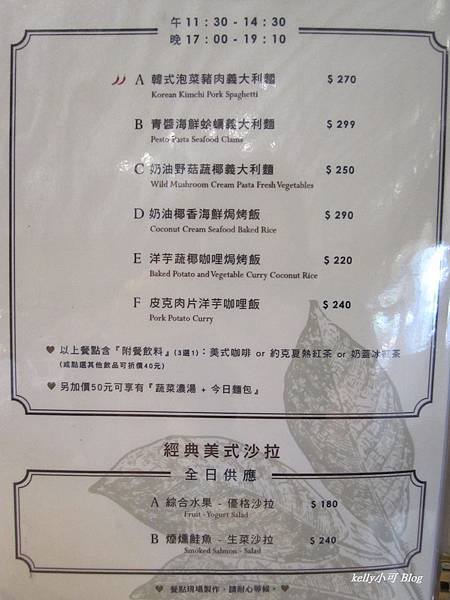 午 11：30 - 14：30
晚 17：00 - 19：10
A 韓式泡菜豬肉義大利麵 $ 270
Korean Kimchi Pork Spaghetti
B 青醬海鮮蛤蠣義大利麵 $ 299
Pesto Pasta Seafood Clams
C 奶油野菇蔬椰義大利麵 $ 250
Wild Mushroom Cream Pasta Fresh Vegetables
D 奶油椰香海鮮焗烤飯 $ 290
Coconut Cream Seafood Baked Rice
E 洋芋蔬椰咖哩焗烤飯 $ 220
Baked Potato and Vegetable Curry Coconut Rice
F 皮克肉片洋芋咖哩飯 $ 240
Pork Potato Curry
以上餐點含『附餐飲料』(3選1)：美式咖啡 or 約克夏熱紅茶 or 奶蓋冰紅茶
(或點選其他飲品可折價40元)
另加價50元可享有『蔬菜濃湯 + 今日麵包』
經典美式沙拉
全日供應
A 綜合水果 - 優格沙拉 $ 180
Fruit - Yogurt Salad
B 煙燻鮭魚 - 生菜沙拉 $ 240
Smoked Salmon - Salad
餐點現場製作，請耐心等候。
kelly小可 Blog